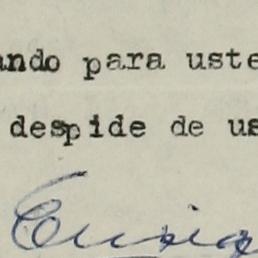 ando para uste
despide de us